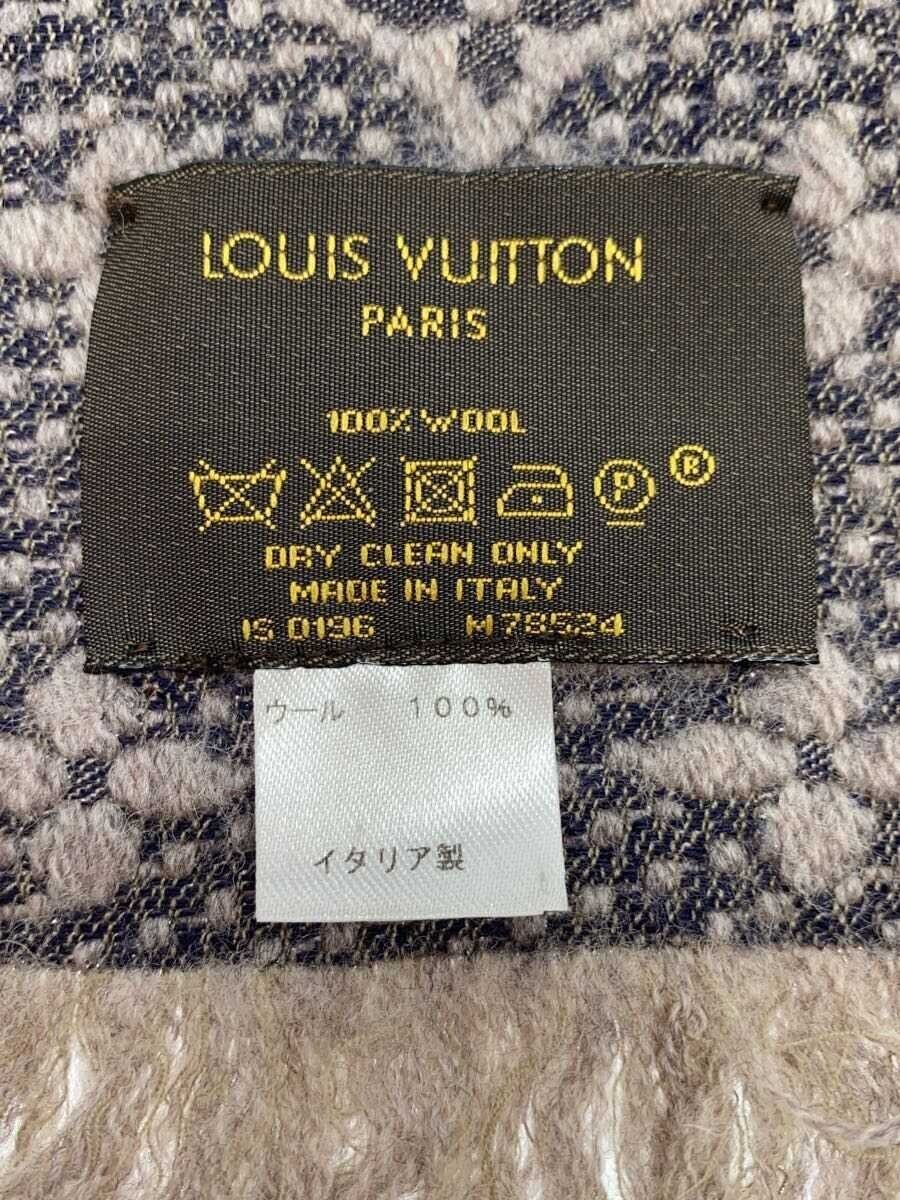 LOUIS VUITTON
PARIS
100% WOOL
P ®
DRY CLEAN ONLY
MADE IN ITALY
IS 0196 M78524
ウール 100%
イタリア製